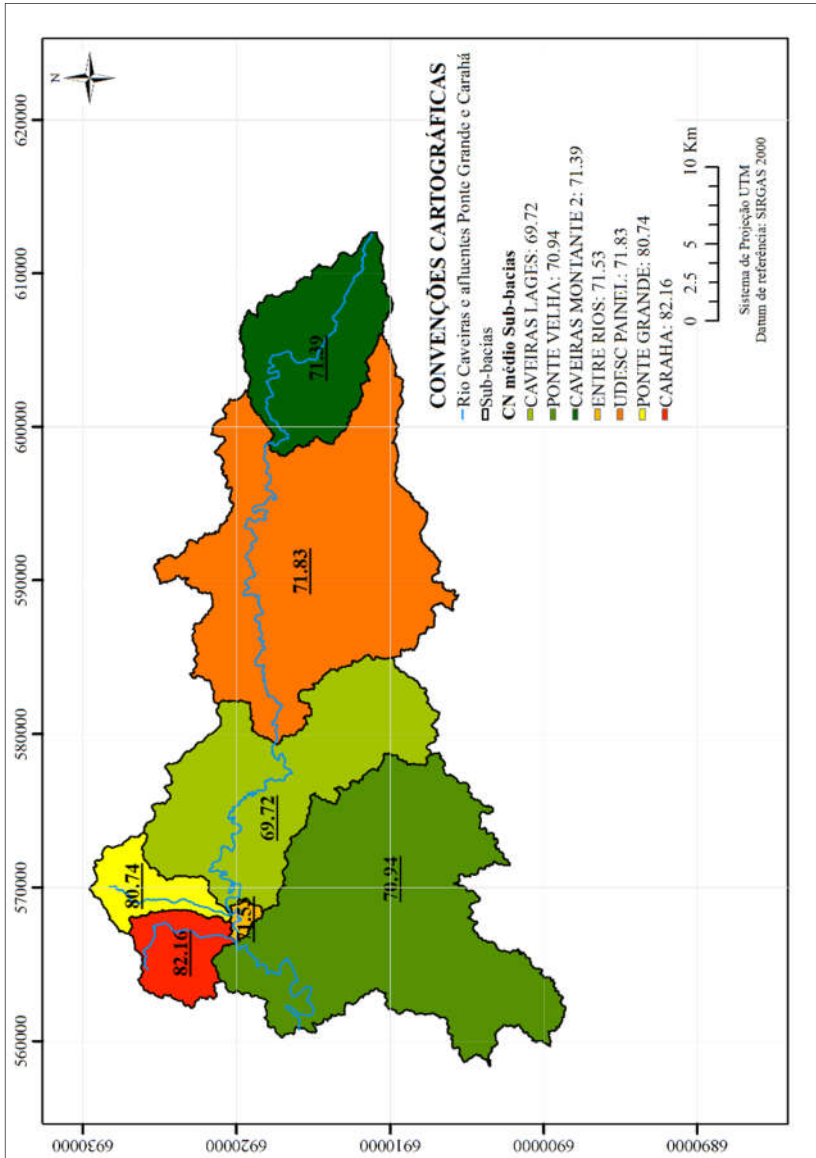 N
620000
610000
600000
590000
580000
570000
560000
6930000
6920000
6910000
6900000
6890000
71.39
71.83
69.72
80.74
82.16
71.53
70.94
CONVENÇÕES CARTOGRÁFICAS
Rio Caveiras e afluentes Ponte Grande e Carahá
Sub-bacias
CN médio Sub-bacias
CAVEIRAS LAGES: 69.72
PONTE VELHA: 70.94
CAVEIRAS MONTANTE 2: 71.39
ENTRE RIOS: 71.53
UDESC PAINEL: 71.83
PONTE GRANDE: 80.74
CARAHA: 82.16
0 2.5 5 10 Km
Sistema de Projeção UTM
Datum de referência: SIRGAS 2000